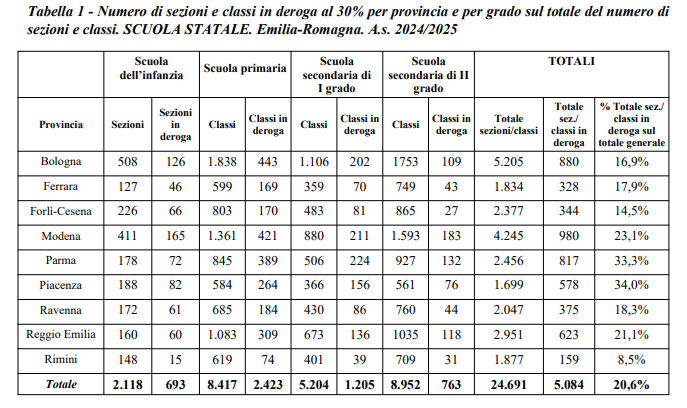 Tabella 1 - Numero di sezioni e classi in deroga al 30% per provincia e per grado sul totale del numero di
sezioni e classi. SCUOLA STATALE. Emilia-Romagna. A.s. 2024/2025
Scuola dell'infanzia Scuola primaria Scuola secondaria di I grado Scuola secondaria di II grado TOTALI
Provincia Sezioni Sezioni in deroga Classi Classi in deroga Classi Classi in deroga Classi Classi in deroga Totale sezioni/classi Totale sez./ classi in deroga % Totale sez./ classi in deroga sul totale generale
Bologna 508 126 1.838 443 1.106 202 1753 109 5.205 880 16,9%
Ferrara 127 46 599 169 359 70 749 43 1.834 328 17,9%
Forlì-Cesena 226 66 803 170 483 81 865 27 2.377 344 14,5%
Modena 411 165 1.361 421 880 211 1.593 183 4.245 980 23,1%
Parma 178 72 845 389 506 224 927 132 2.456 817 33,3%
Piacenza 188 82 584 264 366 156 561 76 1.699 578 34,0%
Ravenna 172 61 685 184 430 86 760 44 2.047 375 18,3%
Reggio Emilia 160 60 1.083 309 673 136 1035 118 2.951 623 21,1%
Rimini 148 15 619 74 401 39 709 31 1.877 159 8,5%
Totale 2.118 693 8.417 2.423 5.204 1.205 8.952 763 24.691 5.084 20,6%